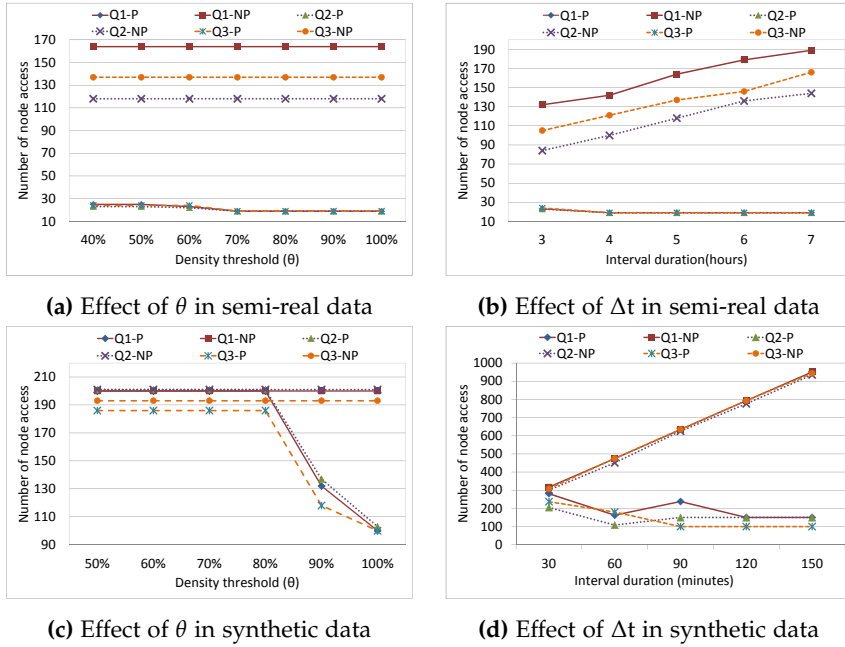 Q1-P Q1-NP Q2-P
Q2-NP Q3-P Q3-NP
Number of node access
170
150
130
110
90
70
50
30
10
40% 50% 60% 70% 80% 90% 100%
Density threshold (θ)
(a) Effect of θ in semi-real data
Q1-P Q1-NP Q2-P
Q2-NP Q3-P Q3-NP
Number of node access
190
170
150
130
110
90
70
50
30
10
3 4 5 6 7
Interval duration(hours)
(b) Effect of Δt in semi-real data
Q1-P Q1-NP Q2-P
Q2-NP Q3-P Q3-NP
Number of node access
210
190
170
150
130
110
90
50% 60% 70% 80% 90% 100%
Density threshold (θ)
(c) Effect of θ in synthetic data
Q1-P Q1-NP Q2-P
Q2-NP Q3-P Q3-NP
Number of node access
1000
900
800
700
600
500
400
300
200
100
0
30 60 90 120 150
Interval duration (minutes)
(d) Effect of Δt in synthetic data